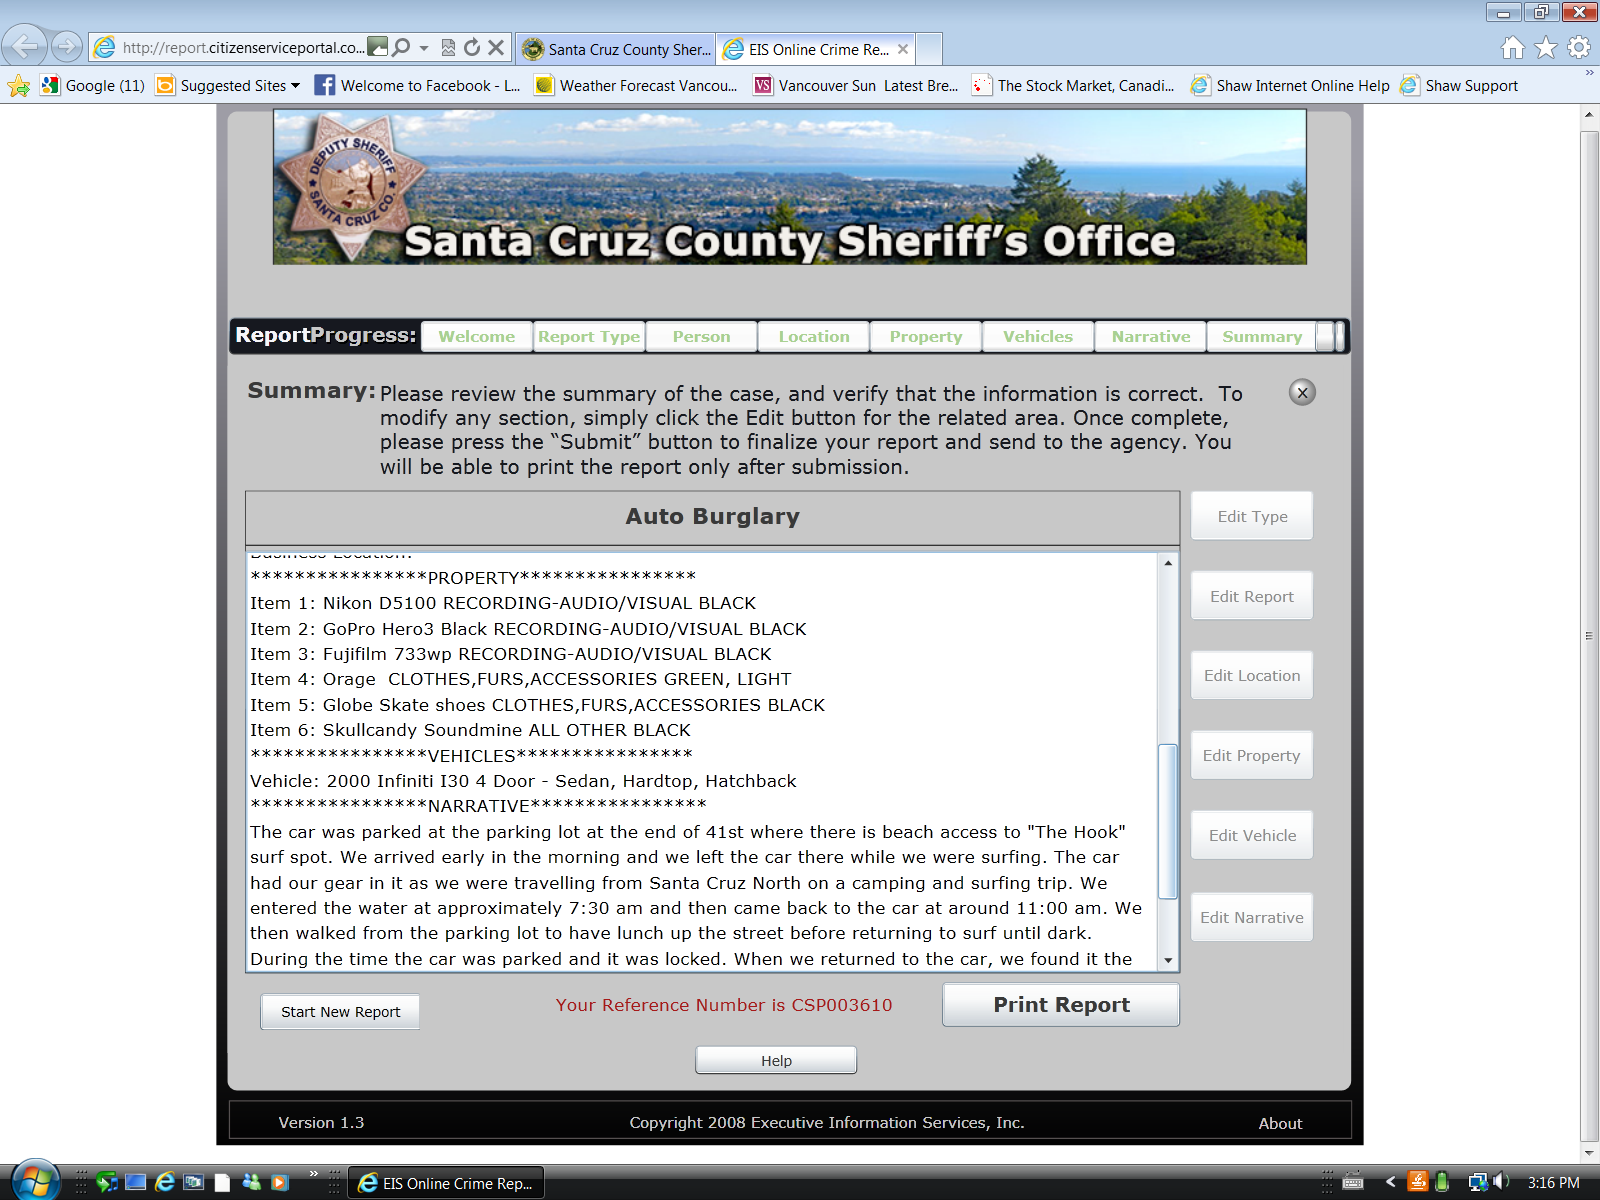 http://report.citizenserviceportal.co...
Santa Cruz County Sher...
EIS Online Crime Re...
Google (11)
Suggested Sites
Welcome to Facebook - L...
Weather Forecast Vancou...
VS
Vancouver Sun Latest Bre...
The Stock Market, Canadi...
Shaw Internet Online Help
Shaw Support
DEPUTY SHERIFF
SANTA CRUZ CO.
Santa Cruz County Sheriff's Office
ReportProgress:
Welcome
Report Type
Person
Location
Property
Vehicles
Narrative
Summary
Summary: Please review the summary of the case, and verify that the information is correct. To
modify any section, simply click the Edit button for the related area. Once complete,
please press the “Submit” button to finalize your report and send to the agency. You
will be able to print the report only after submission.
Auto Burglary
Edit Type
Edit Report
Edit Location
Edit Property
Edit Vehicle
Edit Narrative
Business Location:
****************PROPERTY****************
Item 1: Nikon D5100 RECORDING-AUDIO/VISUAL BLACK
Item 2: GoPro Hero3 Black RECORDING-AUDIO/VISUAL BLACK
Item 3: Fujifilm 733wp RECORDING-AUDIO/VISUAL BLACK
Item 4: Orage  CLOTHES,FURS,ACCESSORIES GREEN, LIGHT
Item 5: Globe Skate shoes CLOTHES,FURS,ACCESSORIES BLACK
Item 6: Skullcandy Soundmine ALL OTHER BLACK
****************VEHICLES****************
Vehicle: 2000 Infiniti I30 4 Door - Sedan, Hardtop, Hatchback
****************NARRATIVE****************
The car was parked at the parking lot at the end of 41st where there is beach access to "The Hook"
surf spot. We arrived early in the morning and we left the car there while we were surfing. The car
had our gear in it as we were travelling from Santa Cruz North on a camping and surfing trip. We
entered the water at approximately 7:30 am and then came back to the car at around 11:00 am. We
then walked from the parking lot to have lunch up the street before returning to surf until dark.
During the time the car was parked and it was locked. When we returned to the car, we found it the
Start New Report
Your Reference Number is CSP003610
Print Report
Help
Version 1.3
Copyright 2008 Executive Information Services, Inc.
About
EIS Online Crime Rep...
3:16 PM